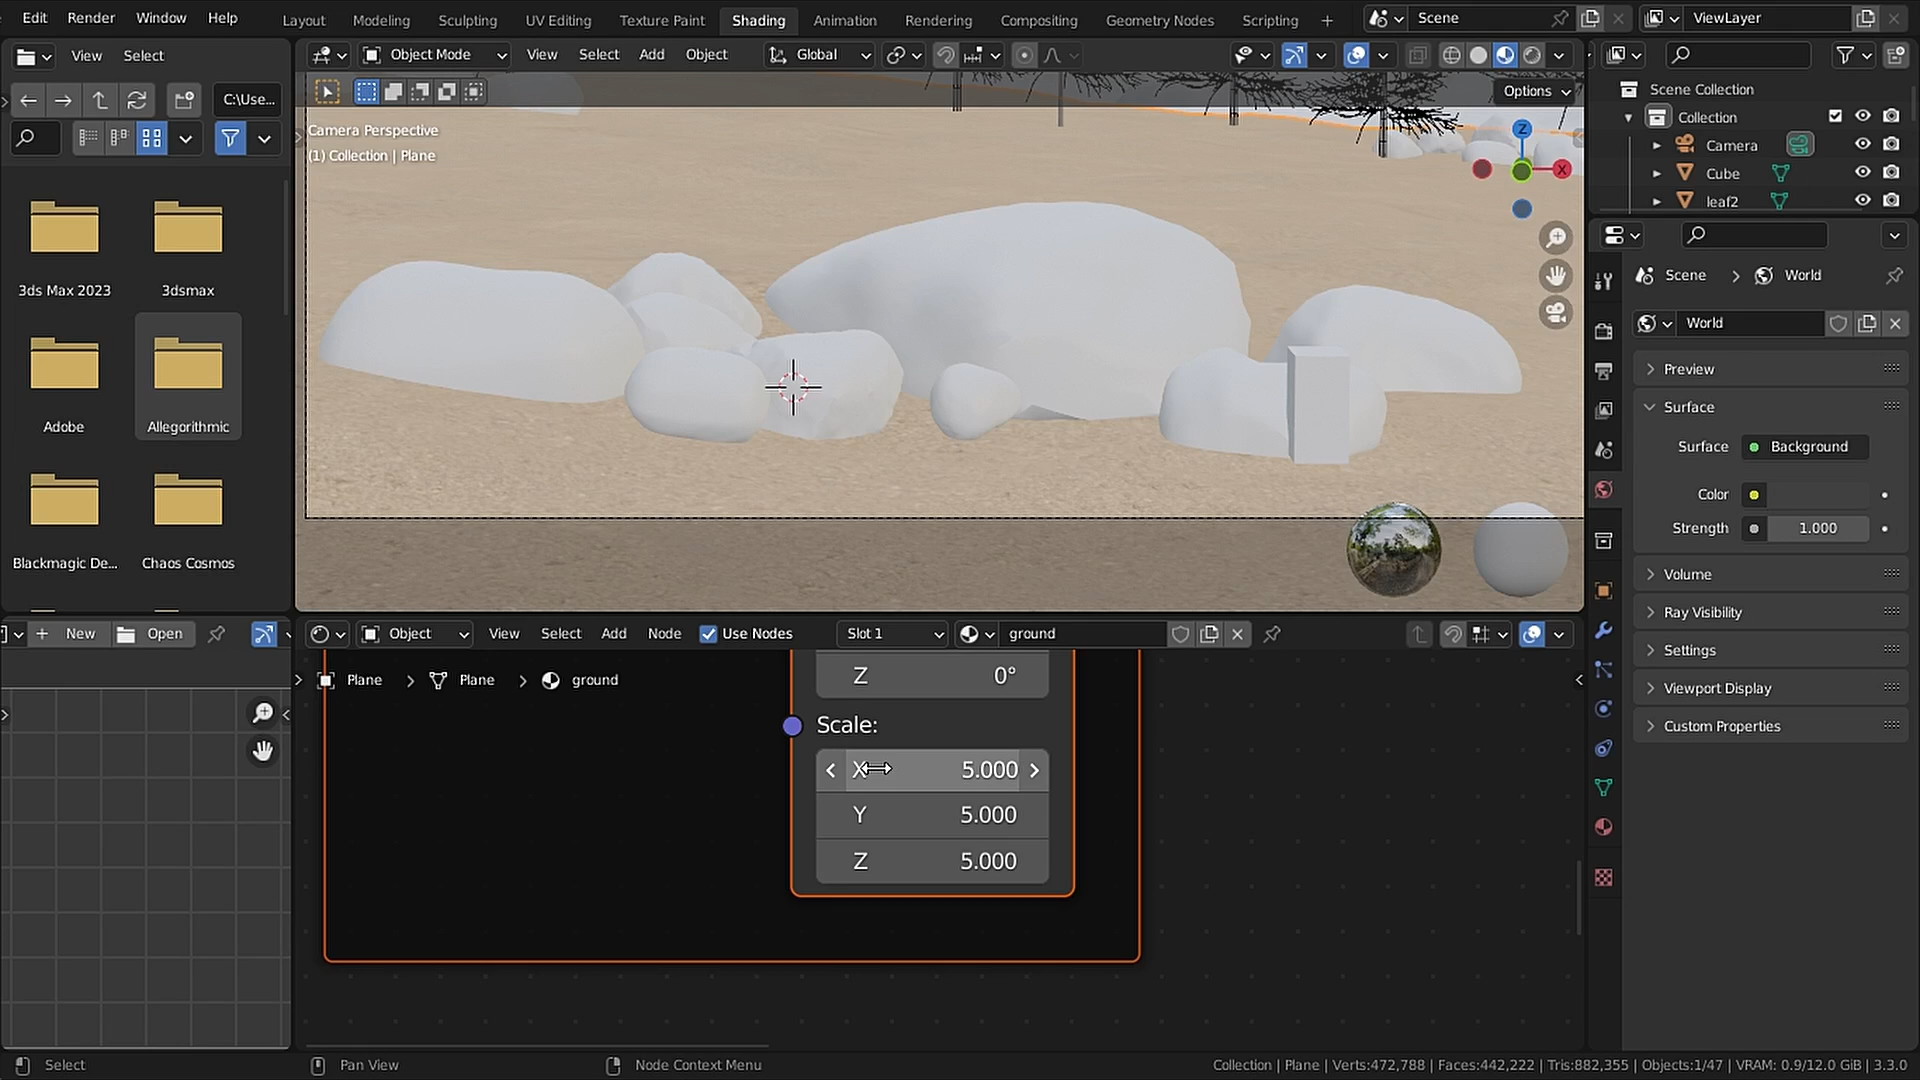 Edit Render Window Help Layout Modeling Sculpting UV Editing Texture Paint Shading Animation Rendering Compositing Geometry Nodes Scripting + Scene ViewLayer
View Select
Object Mode View Select Add Object Global
C:\Use...
Options
Camera Perspective
(1) Collection | Plane
Z
X
Scene Collection
Collection
Camera
Cube
leaf2
3ds Max 2023 3dsmax
Adobe Allegorithmic
Blackmagic De... Chaos Cosmos
Scene > World
World
Preview
Surface
Surface Background
Color
Strength 1.000
Volume
Ray Visibility
Settings
Viewport Display
Custom Properties
+ New Open
Object View Select Add Node Use Nodes Slot 1 ground
Plane > Plane > ground
Z 0°
Scale:
X 5.000
Y 5.000
Z 5.000
Select Pan View Node Context Menu Collection | Plane | Verts:472,788 | Faces:442,222 | Tris:882,355 | Objects:1/47 | VRAM: 0.9/12.0 GiB | 3.3.0